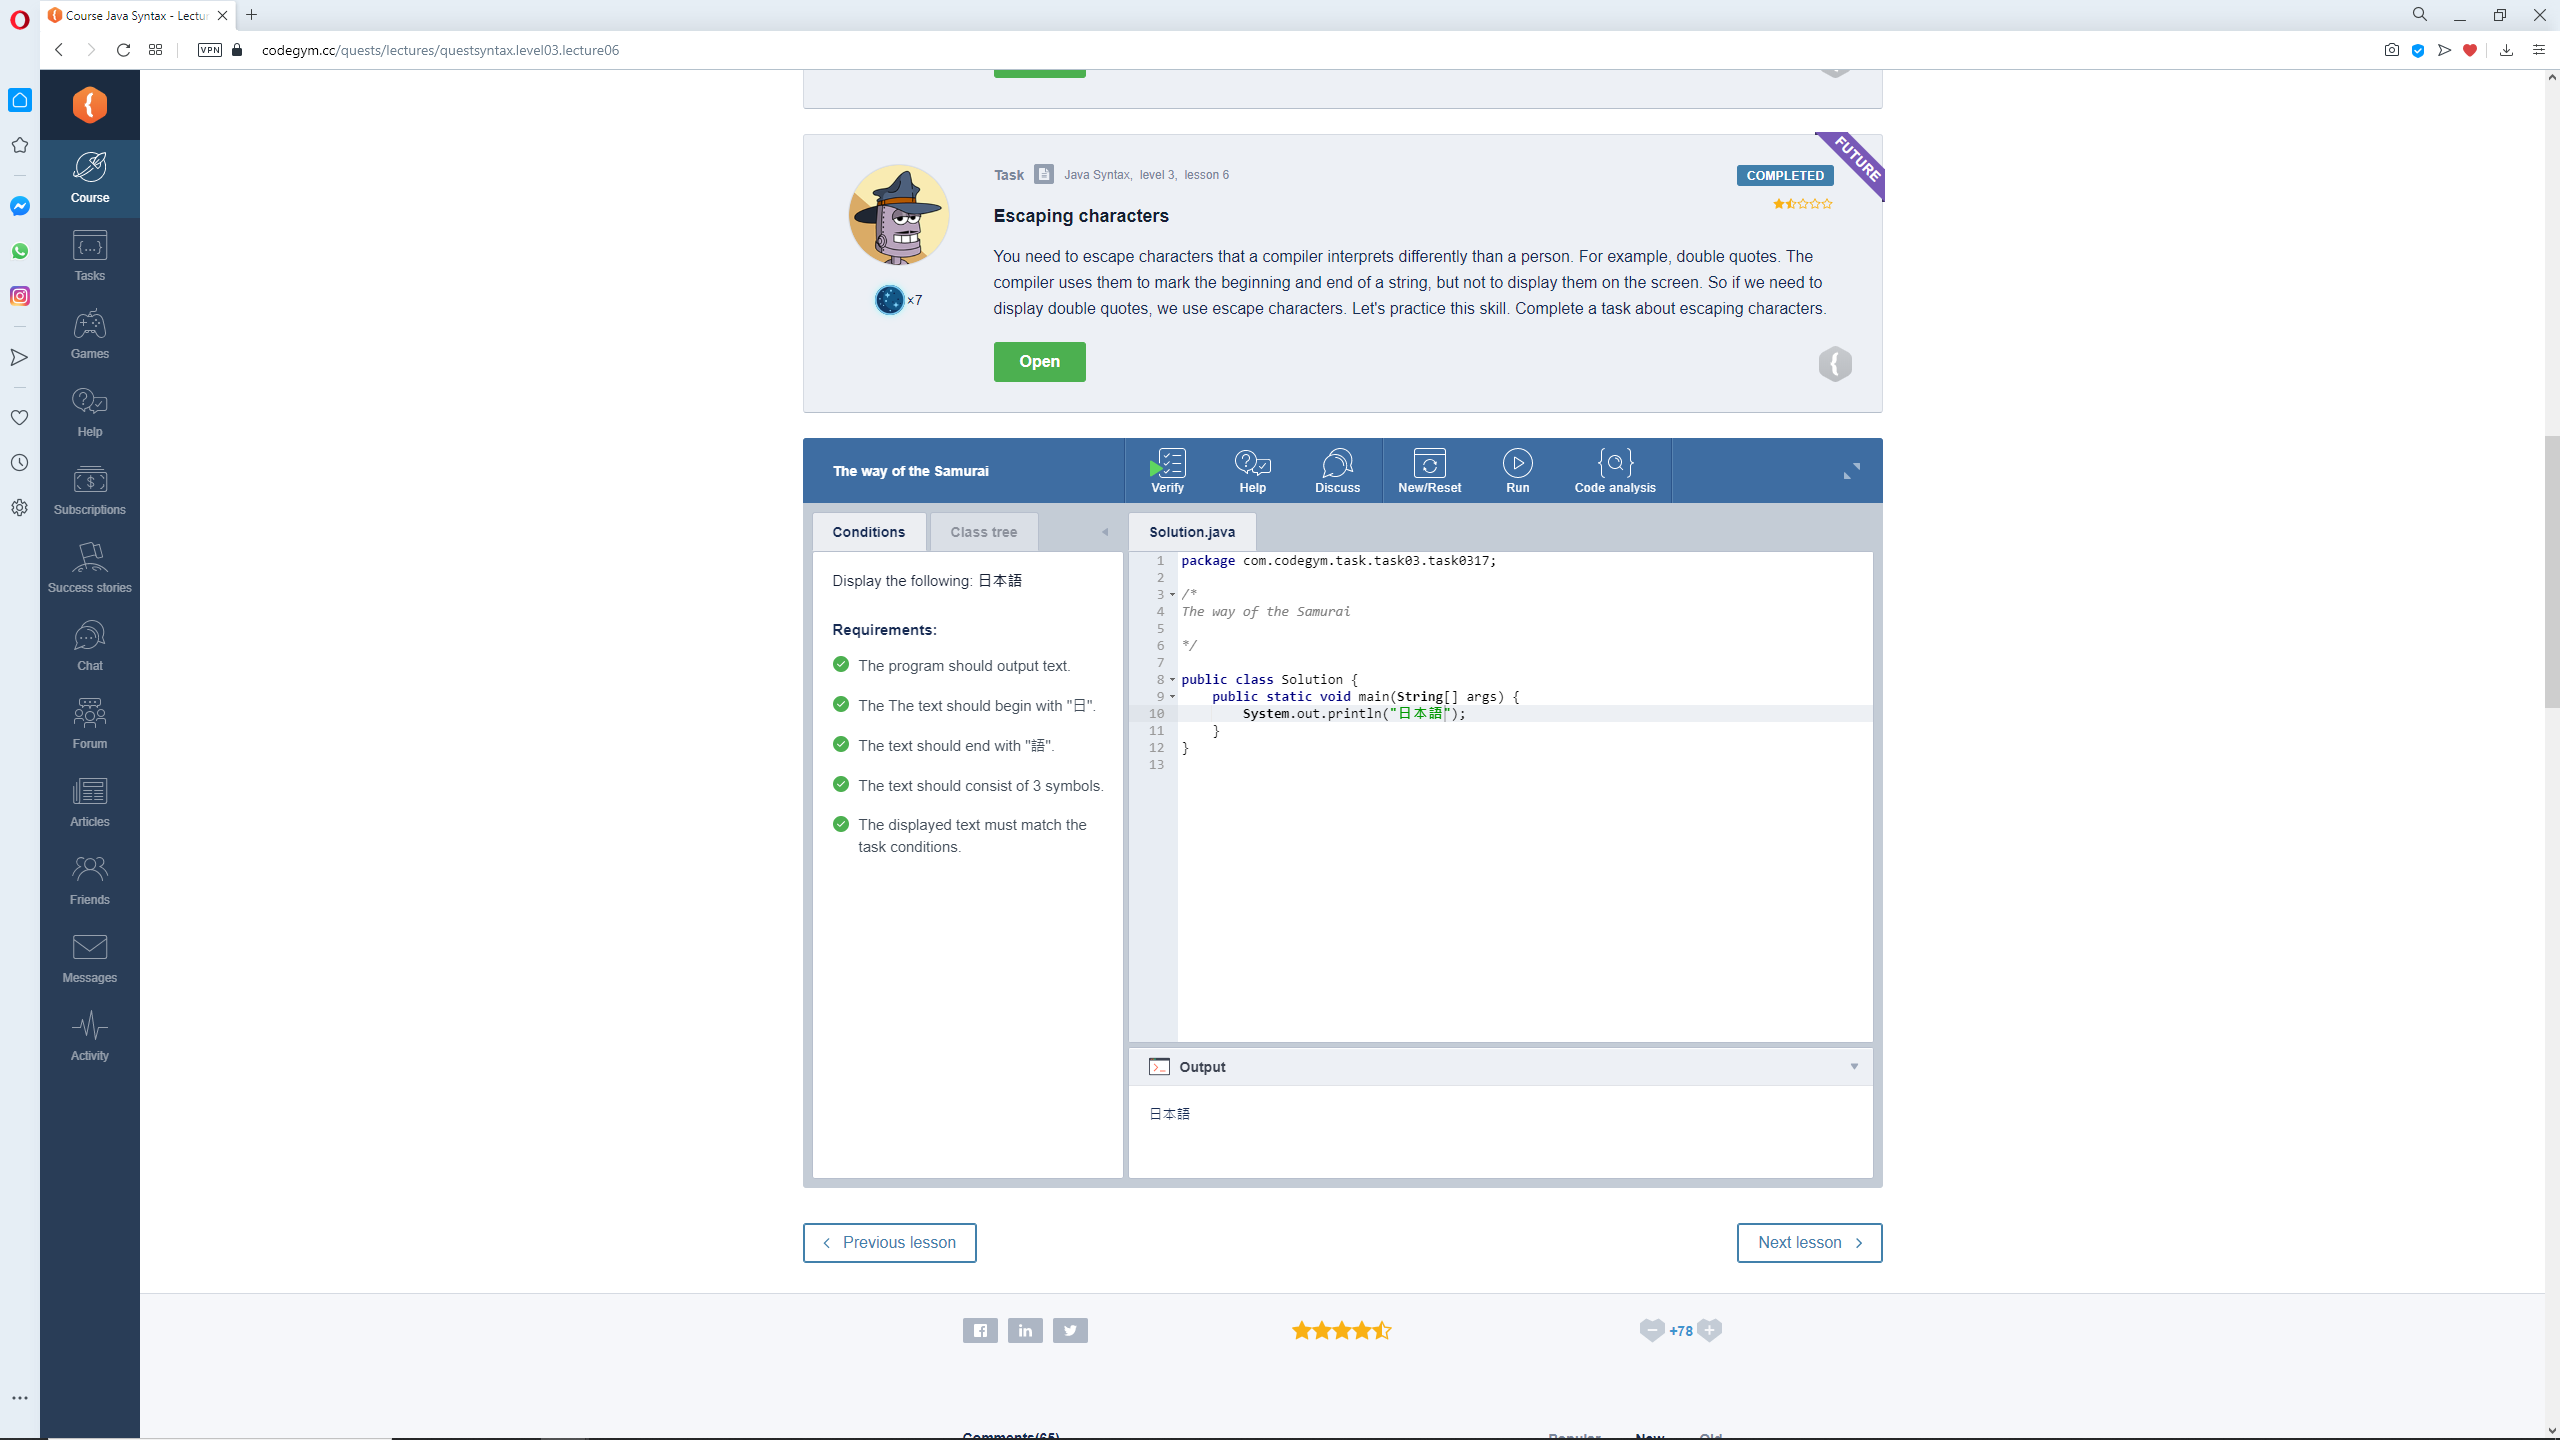 Course Java Syntax - Lectu
VPN
codegym.cc/quests/lectures/questsyntax.level03.lecture06
Course
Tasks
Games
Help
Subscriptions
Success stories
Chat
Forum
Articles
Friends
Messages
Activity
FUTURE
Task Java Syntax, level 3, lesson 6
COMPLETED
Escaping characters
×7
You need to escape characters that a compiler interprets differently than a person. For example, double quotes. The
compiler uses them to mark the beginning and end of a string, but not to display them on the screen. So if we need to
display double quotes, we use escape characters. Let's practice this skill. Complete a task about escaping characters.
Open
The way of the Samurai
Verify
Help
Discuss
New/Reset
Run
Code analysis
Conditions
Class tree
Display the following: 日本語
Requirements:
The program should output text.
The The text should begin with "日".
The text should end with "語".
The text should consist of 3 symbols.
The displayed text must match the
task conditions.
Solution.java
1 package com.codegym.task.task03.task0317;
2
3 /*
4 The way of the Samurai
5
6 */
7
8 public class Solution {
9 public static void main(String[] args) {
10 System.out.println("日本語");
11 }
12 }
13
Output
日本語
Previous lesson
Next lesson
+78
Comments(65)
Popular New Old